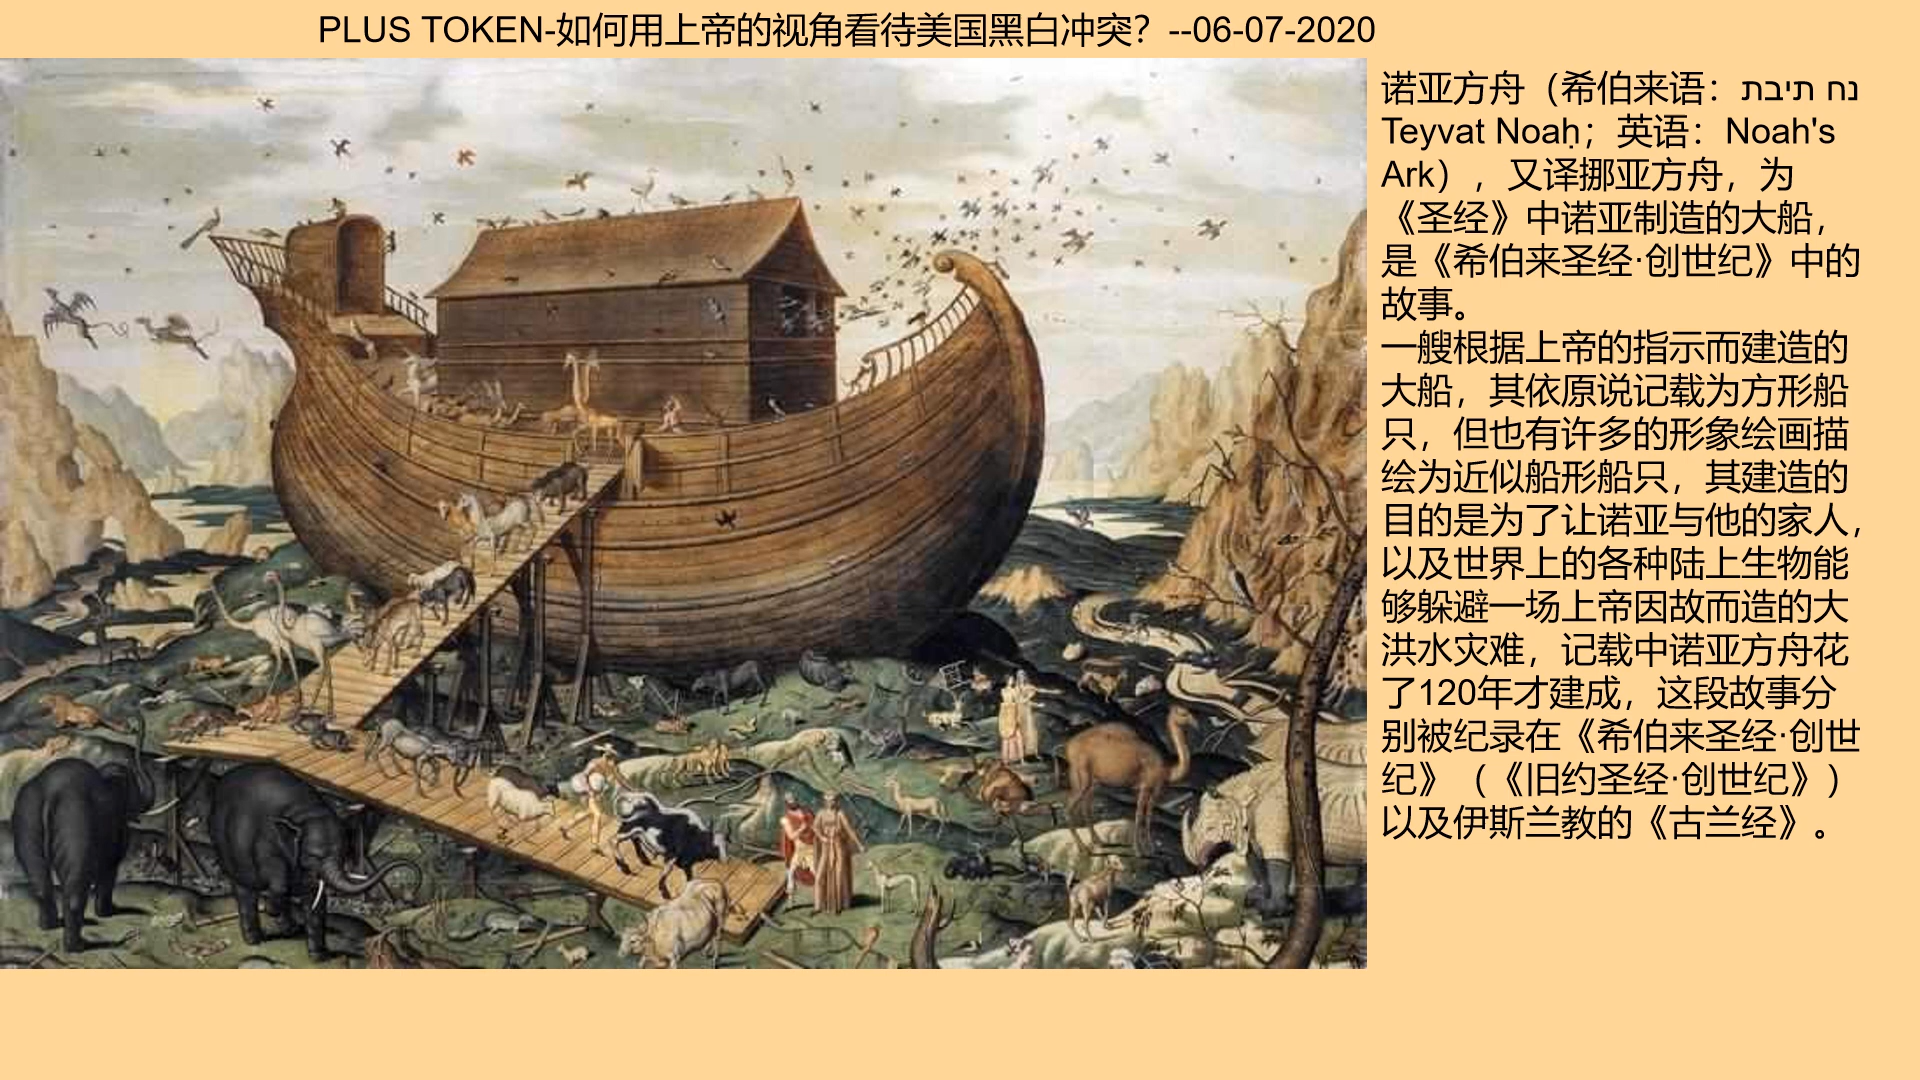 PLUS TOKEN-如何用上帝的视角看待美国黑白冲突？--06-07-2020
诺亚方舟（希伯来语：נח תיבת
Teyvat Noaḥ；英语：Noah's
Ark），又译挪亚方舟，为
《圣经》中诺亚制造的大船，
是《希伯来圣经·创世纪》中的
故事。
一艘根据上帝的指示而建造的
大船，其依原说记载为方形船
只，但也有许多的形象绘画描
绘为近似船形船只，其建造的
目的是为了让诺亚与他的家人，
以及世界上的各种陆上生物能
够躲避一场上帝因故而造的大
洪水灾难，记载中诺亚方舟花
了120年才建成，这段故事分
别被纪录在《希伯来圣经·创世
纪》（《旧约圣经·创世纪》）
以及伊斯兰教的《古兰经》。